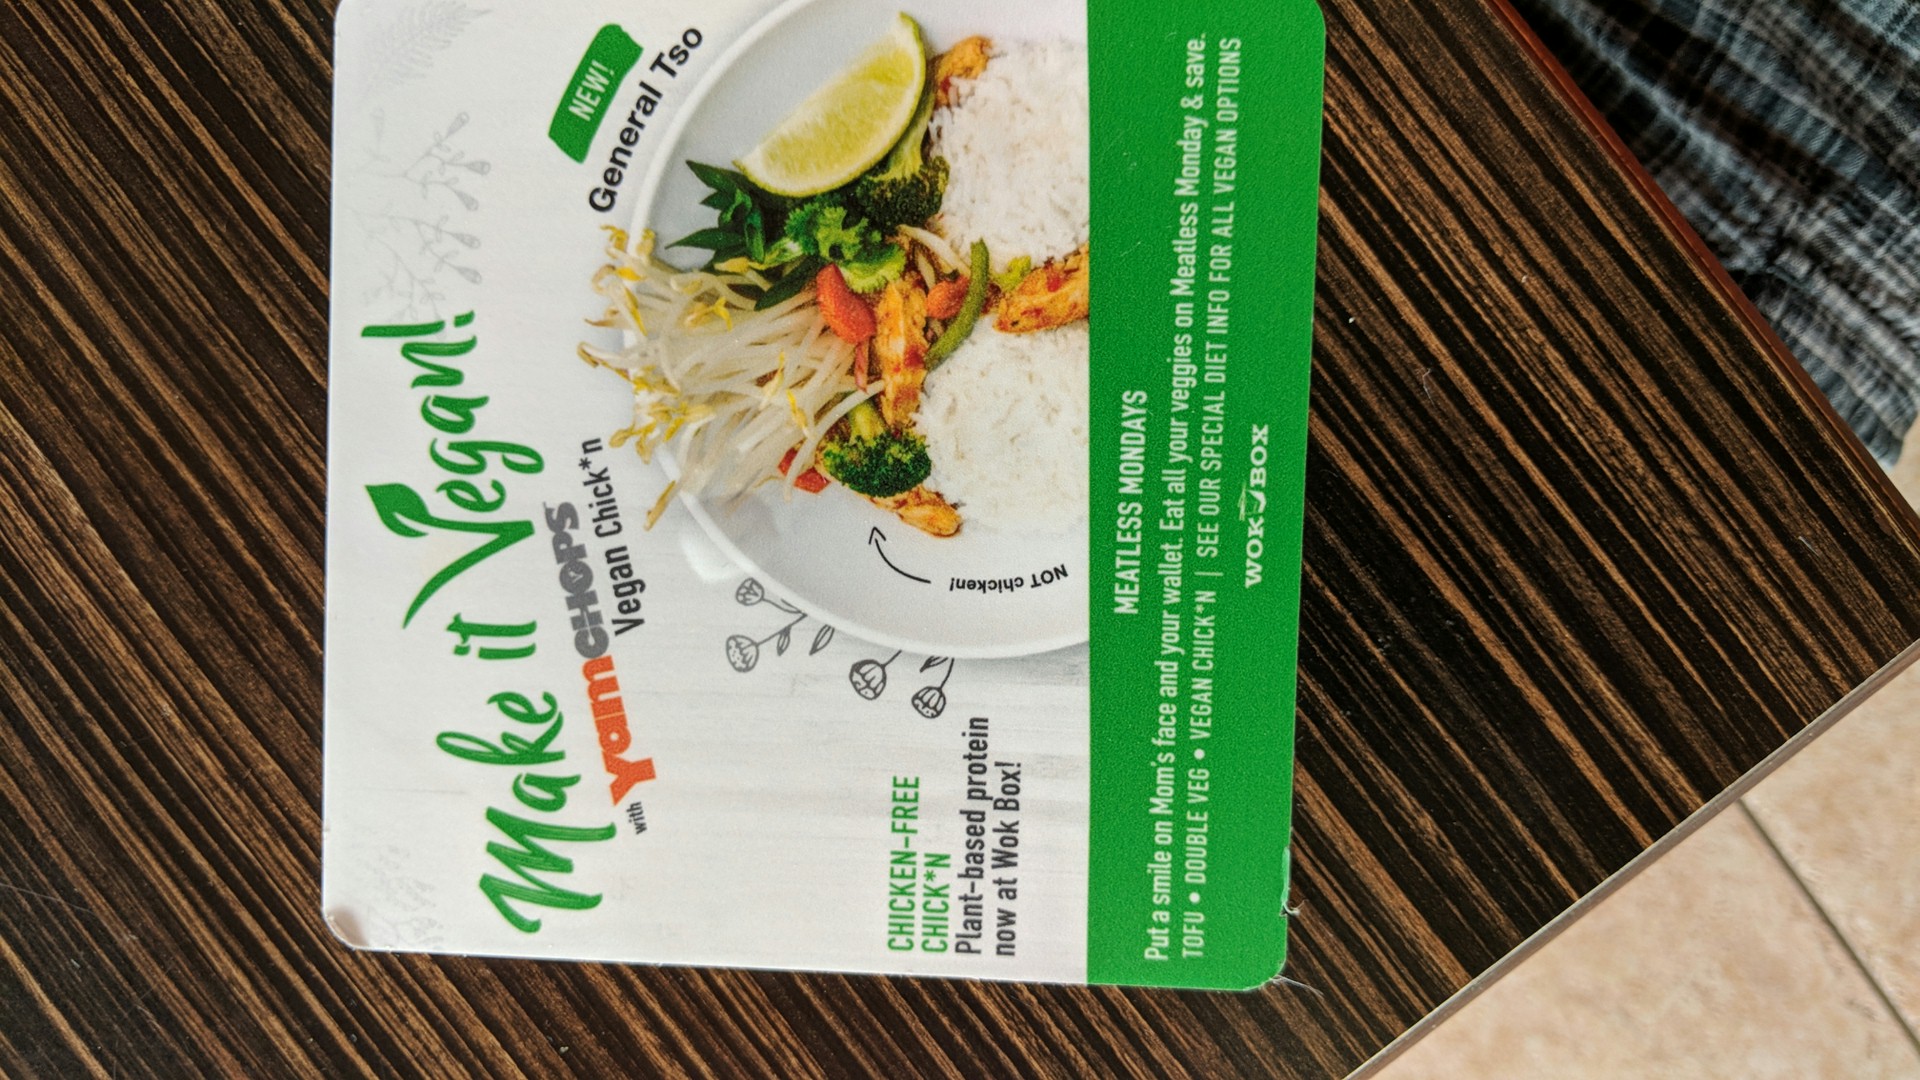 Make it Vegan!
with YamCHOPS
Vegan Chick*n
NEW!
General Tso
NOT chicken!
CHICKEN-FREE
CHICK*N
Plant-based protein
now at Wok Box!
MEATLESS MONDAYS
Put a smile on Mom's face and your wallet. Eat all your veggies on Meatless Monday & save.
TOFU • DOUBLE VEG • VEGAN CHICK*N | SEE OUR SPECIAL DIET INFO FOR ALL VEGAN OPTIONS
WOK BOX